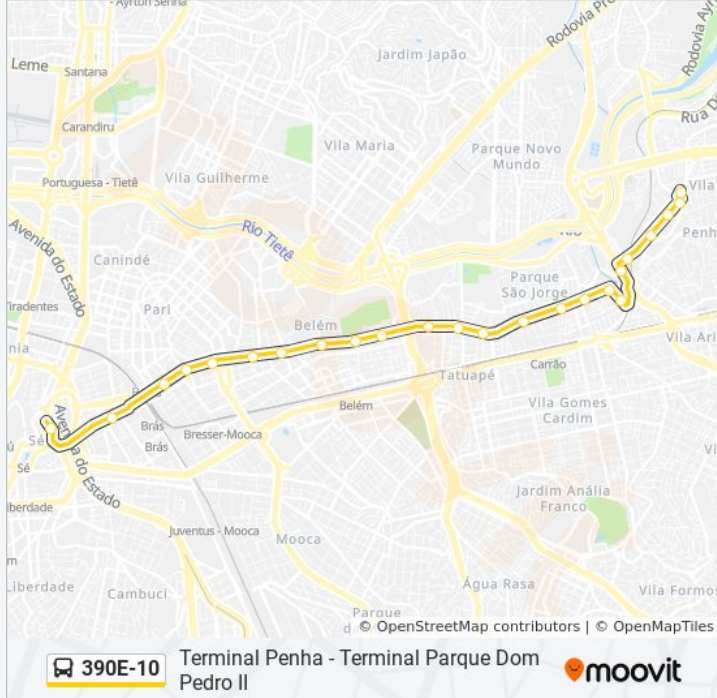 - Ayrton Senna
Rodovia Pre
Jardim Japão
Rodovia Ayr
Leme
Santana
Rua D
Carandiru
Vila Maria
Parque Novo
Mundo
Portuguesa - Tietê
Vila Guilherme
Vila
Avenida do Estado
Rio Tietê
Penh
Canindé
Parque
São Jorge
Tiradentes
Pari
Belém
nia
Vila Ari
Carrão
Tatuapé
Vila Gomes
Cardim
Belém
Brás
Brás
Bresser-Mooca
Avenida do Estado
Sé
Sé
Liberdade
Jardim Anália
Franco
Juventus - Mooca
Mooca
Água Rasa
Vila Formos
Liberdade
Cambuci
Parque
© OpenStreetMap contributors | © OpenMapTiles
390E-10
Terminal Penha - Terminal Parque Dom
Pedro II
moovit